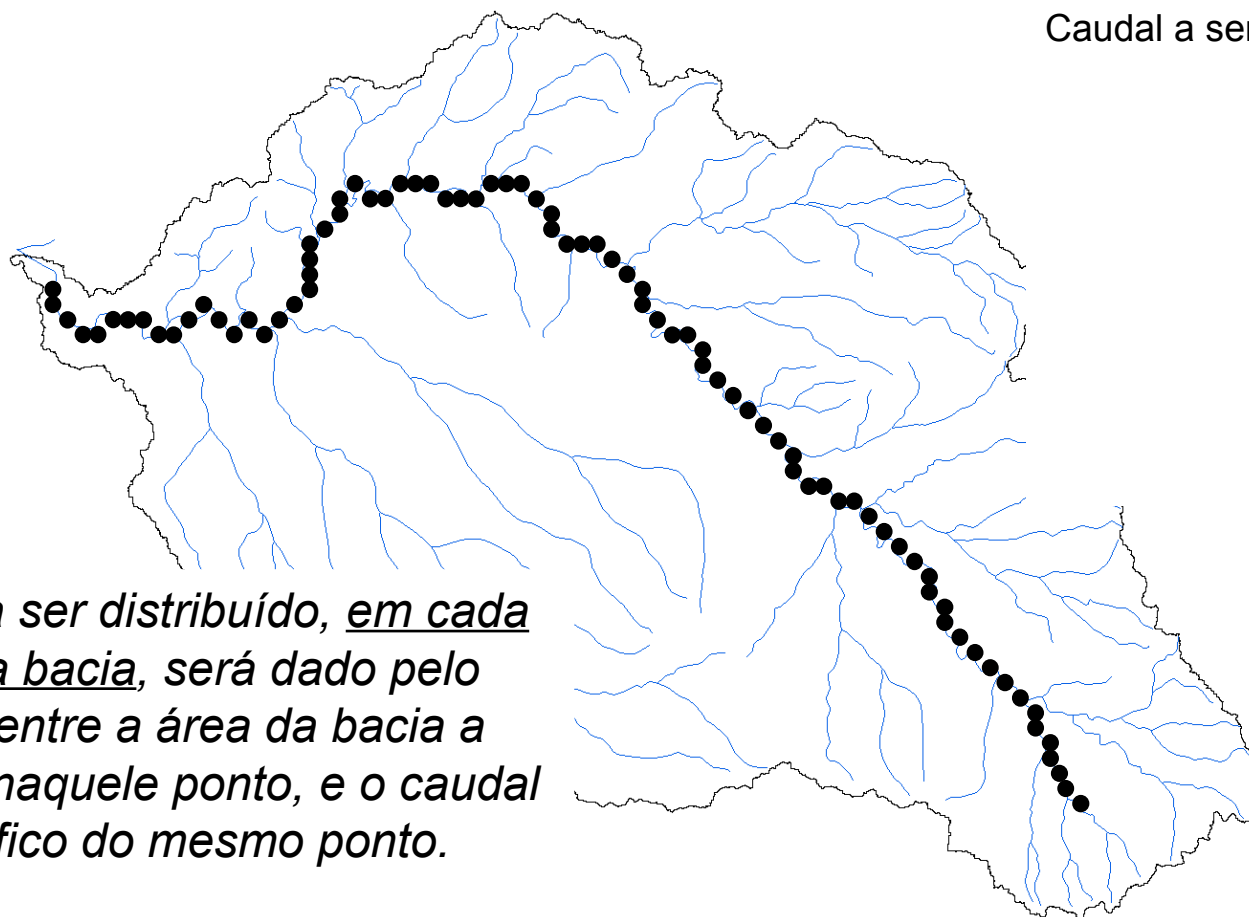 Caudal a ser
a ser distribuído, em cada
a bacia, será dado pelo
entre a área da bacia a
naquele ponto, e o caudal
fico do mesmo ponto.